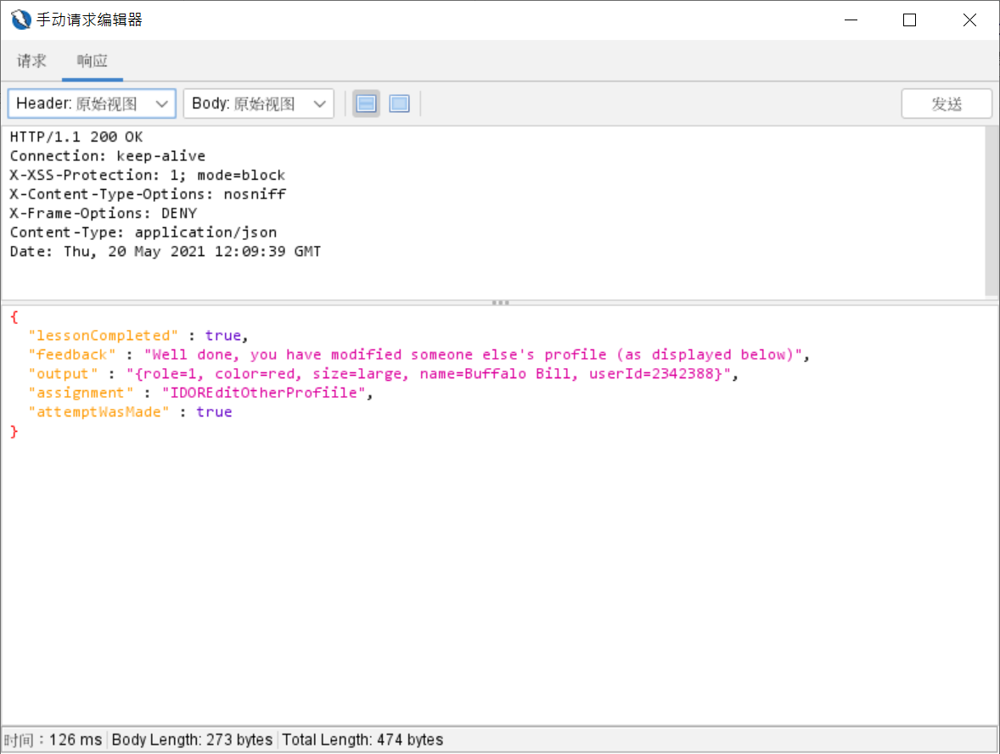 手动请求编辑器
请求 响应
Header: 原始视图 Body: 原始视图 发送
HTTP/1.1 200 OK
Connection: keep-alive
X-XSS-Protection: 1; mode=block
X-Content-Type-Options: nosniff
X-Frame-Options: DENY
Content-Type: application/json
Date: Thu, 20 May 2021 12:09:39 GMT
{
"lessonCompleted" : true,
"feedback" : "Well done, you have modified someone else's profile (as displayed below)",
"output" : "{role=1, color=red, size=large, name=Buffalo Bill, userId=2342388}",
"assignment" : "IDOREditOtherProfiile",
"attemptWasMade" : true
}
时间：126 ms Body Length: 273 bytes Total Length: 474 bytes